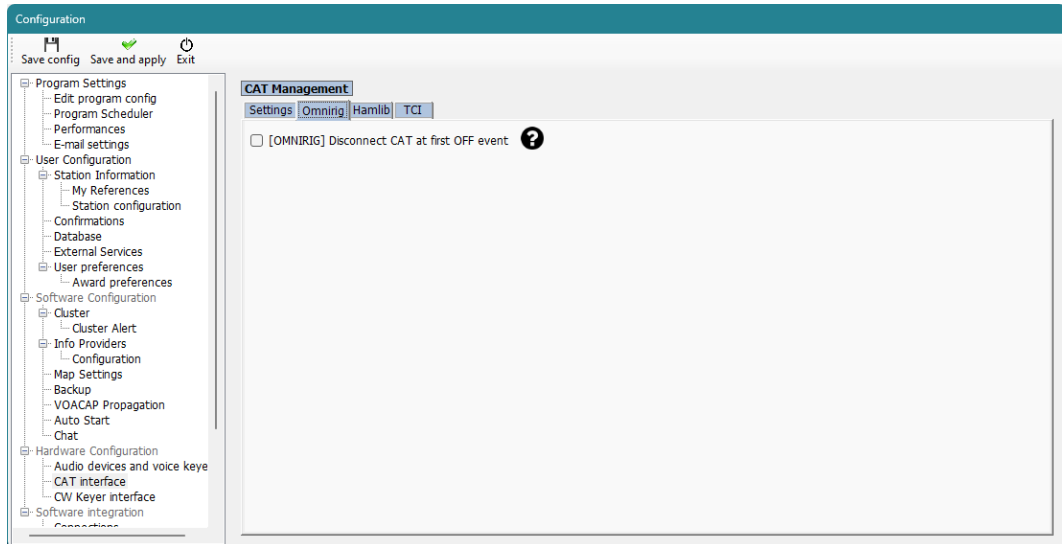 Configuration
Save config Save and apply Exit
Program Settings
Edit program config
Program Scheduler
Performances
E-mail settings
User Configuration
Station Information
My References
Station configuration
Confirmations
Database
External Services
User preferences
Award preferences
Software Configuration
Cluster
Cluster Alert
Info Providers
Configuration
Map Settings
Backup
VOACAP Propagation
Auto Start
Chat
Hardware Configuration
Audio devices and voice keye
CAT interface
CW Keyer interface
Software integration
Connections
CAT Management
Settings Omnirig Hamlib TCI
[OMNIRIG] Disconnect CAT at first OFF event ?